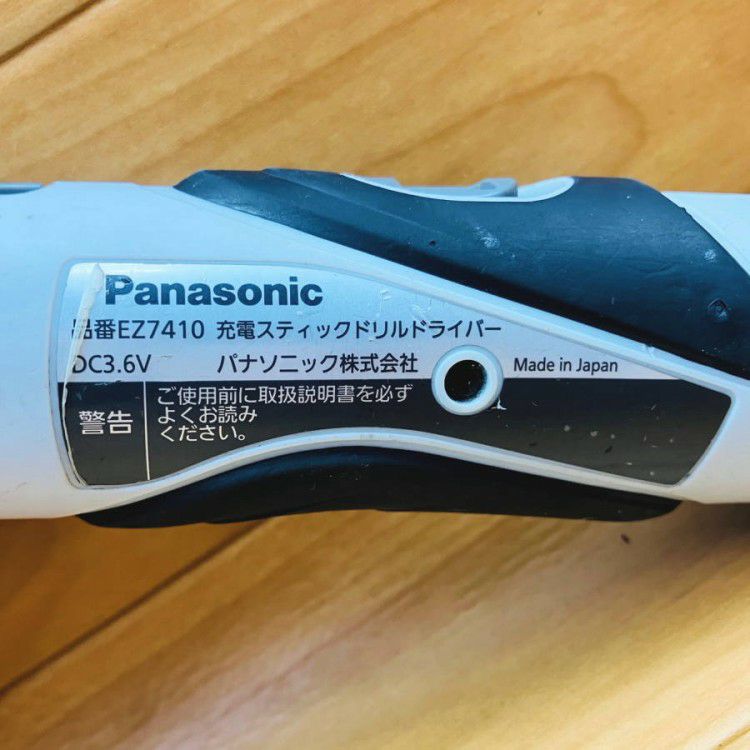 Panasonic
品番EZ7410 充電スティックドリルドライバー
DC3.6V パナソニック株式会社 Made in Japan
警告
ご使用前に取扱説明書を必ず
よくお読み
ください。